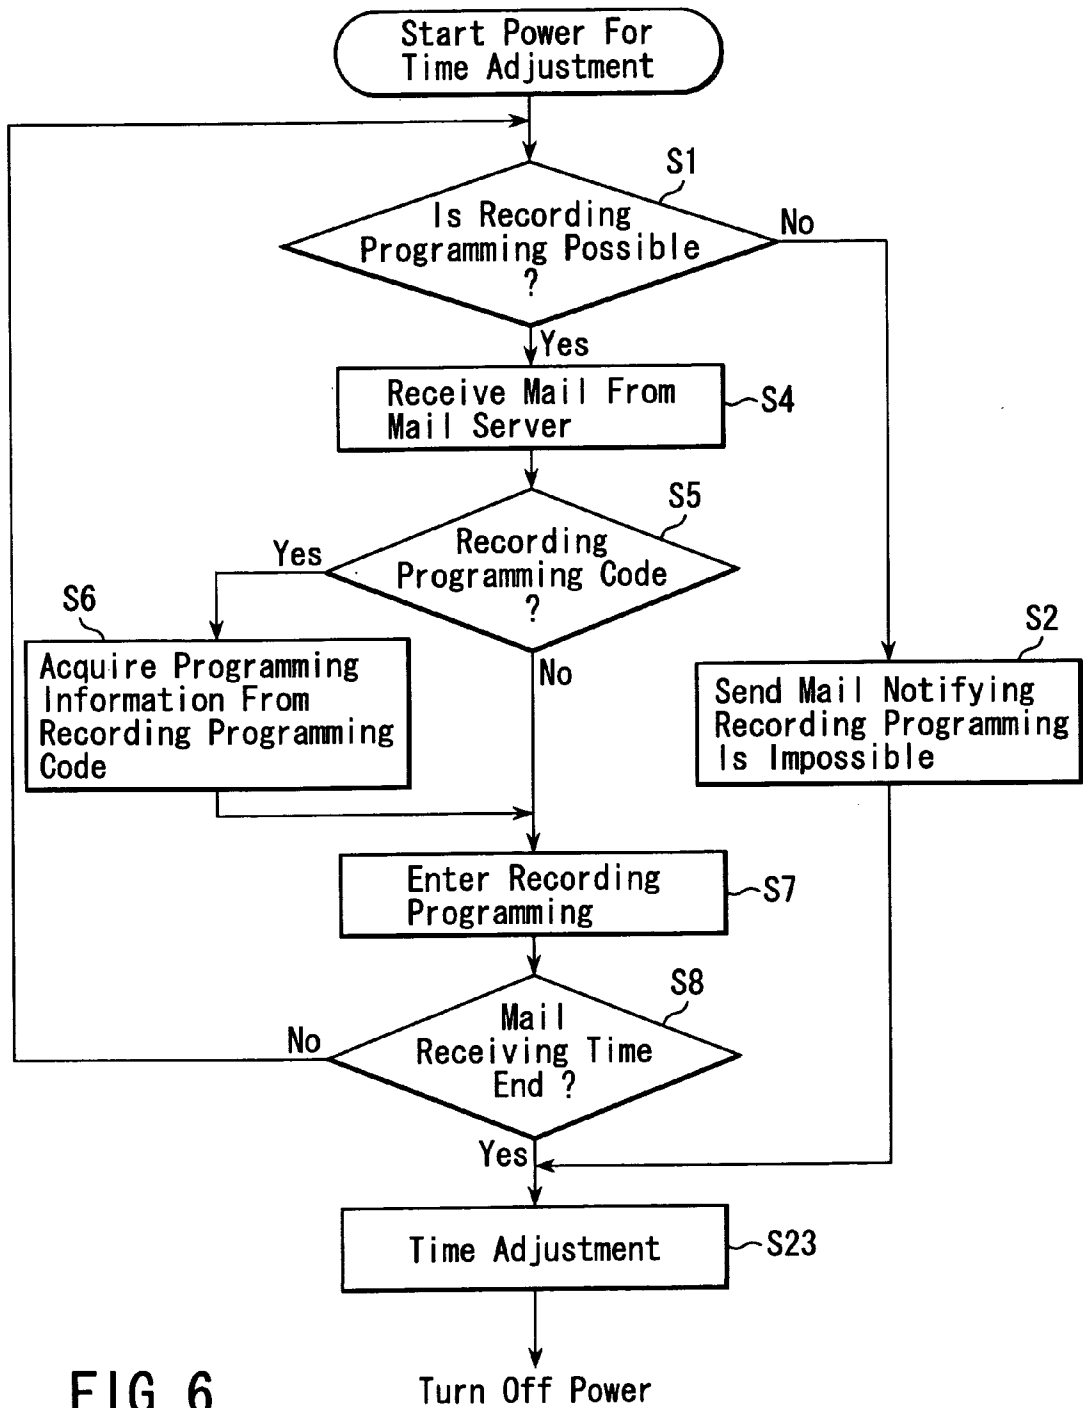 Start Power For
Time Adjustment
S1
Is Recording
Programming Possible
?
No
Yes
Receive Mail From
Mail Server
S4
S5
Recording
Programming Code
?
Yes
No
S6
Acquire Programming
Information From
Recording Programming
Code
S2
Send Mail Notifying
Recording Programming
Is Impossible
Enter Recording
Programming
S7
S8
Mail
Receiving Time
End ?
No
Yes
Time Adjustment
S23
Turn Off Power
FIG 6